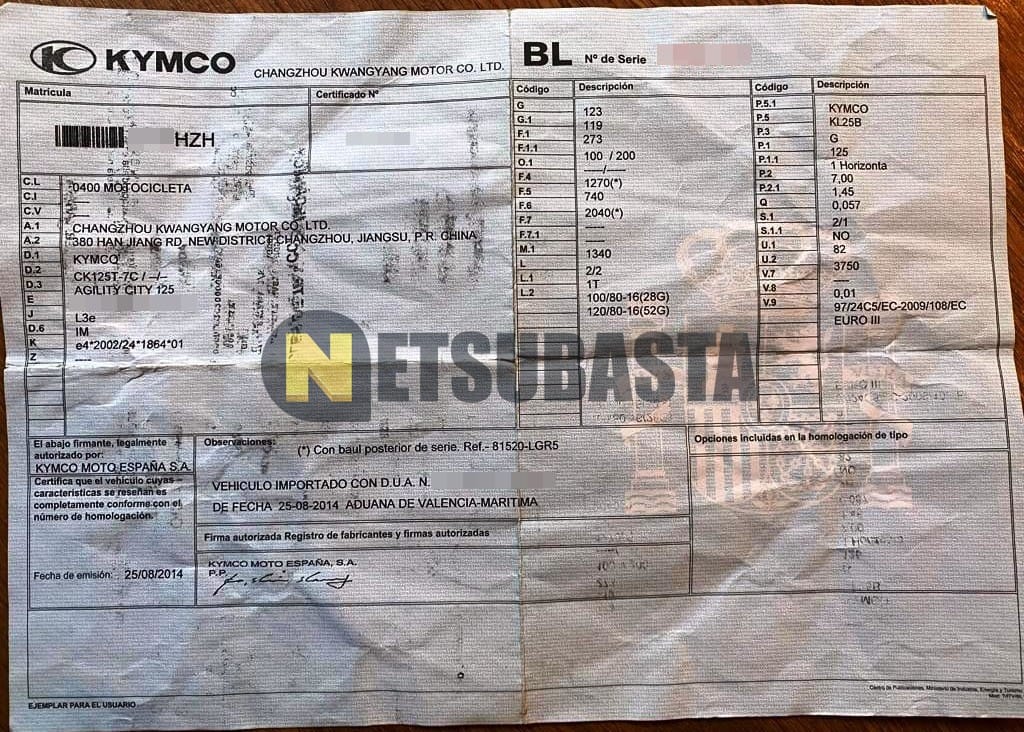 KYMCO
CHANGZHOU KWANGYANG MOTOR CO. LTD.
BL Nº de Serie
Matricula
Certificado Nº
HZH
C.L 0400 MOTOCICLETA
C.I ----
C.V ----
A.1 CHANGZHOU KWANGYANG MOTOR CO. LTD.
A.2 380 HAN JIANG RD, NEW DISTRICT CHANGZHOU, JIANGSU, P.R. CHINA
D.1 KYMCO
D.2 CK125T-7C / --/--
D.3 AGILITY CITY 125
E
J L3e
D.6 IM
K e4*2002/24*1864*01
Z ----
Código Descripción
G 123
G.1 119
F.1 273
F.1.1 100 / 200
O.1 ----/----
F.4 1270(*)
F.5 740
F.6 2040(*)
F.7 ----
F.7.1
M.1 1340
L 2/2
L.1 1T
L.2 100/80-16(28G)
120/80-16(52G)
Código Descripción
P.5.1 KYMCO
P.5 KL25B
P.3 G
P.1 125
P.1.1 1 Horizonta
P.2 7,00
P.2.1 1,45
Q 0,057
S.1 2/1
S.1.1 NO
U.1 82
U.2 3750
V.7 ----
V.8 0,01
V.9 97/24C5/EC-2009/108/EC
EURO III
NETSUBASTA
El abajo firmante, legalmente
autorizado por:
KYMCO MOTO ESPAÑA S.A.
Certifica que el vehículo cuyas
características se reseñan es
completamente conforme con el
número de homologación.
Fecha de emisión: 25/08/2014
Observaciones:
(*) Con baul posterior de serie. Ref.- 81520-LGR5
VEHICULO IMPORTADO CON D.U.A. Ñ.
DE FECHA 25-08-2014 ADUANA DE VALENCIA-MARITIMA
Firma autorizada Registro de fabricantes y firmas autorizadas
KYMCO MOTO ESPAÑA, S.A.
P.P.
Opciones incluidas en la homologación de tipo
EJEMPLAR PARA EL USUARIO
Centro de Publicaciones, Ministerio de Industria, Energía y Turismo